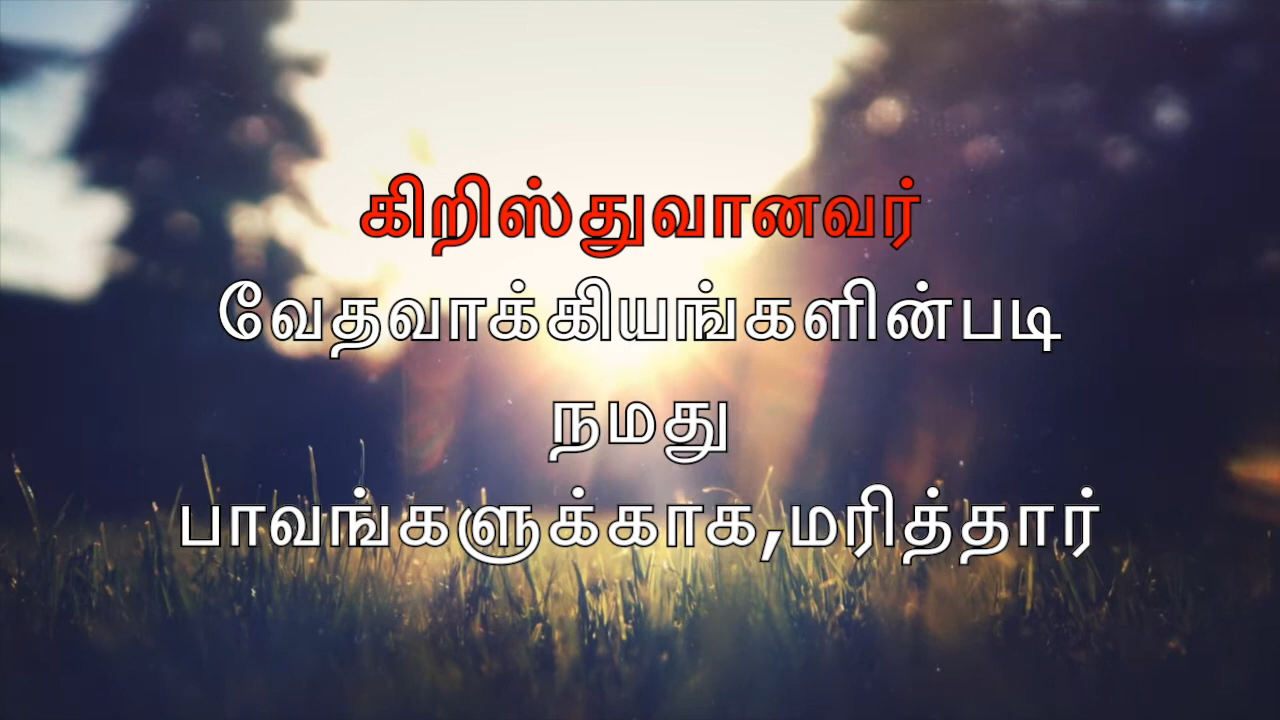 கிறிஸ்துவானவர்
வேதவாக்கியங்களின்படி
நமது
பாவங்களுக்காக,மரித்தார்